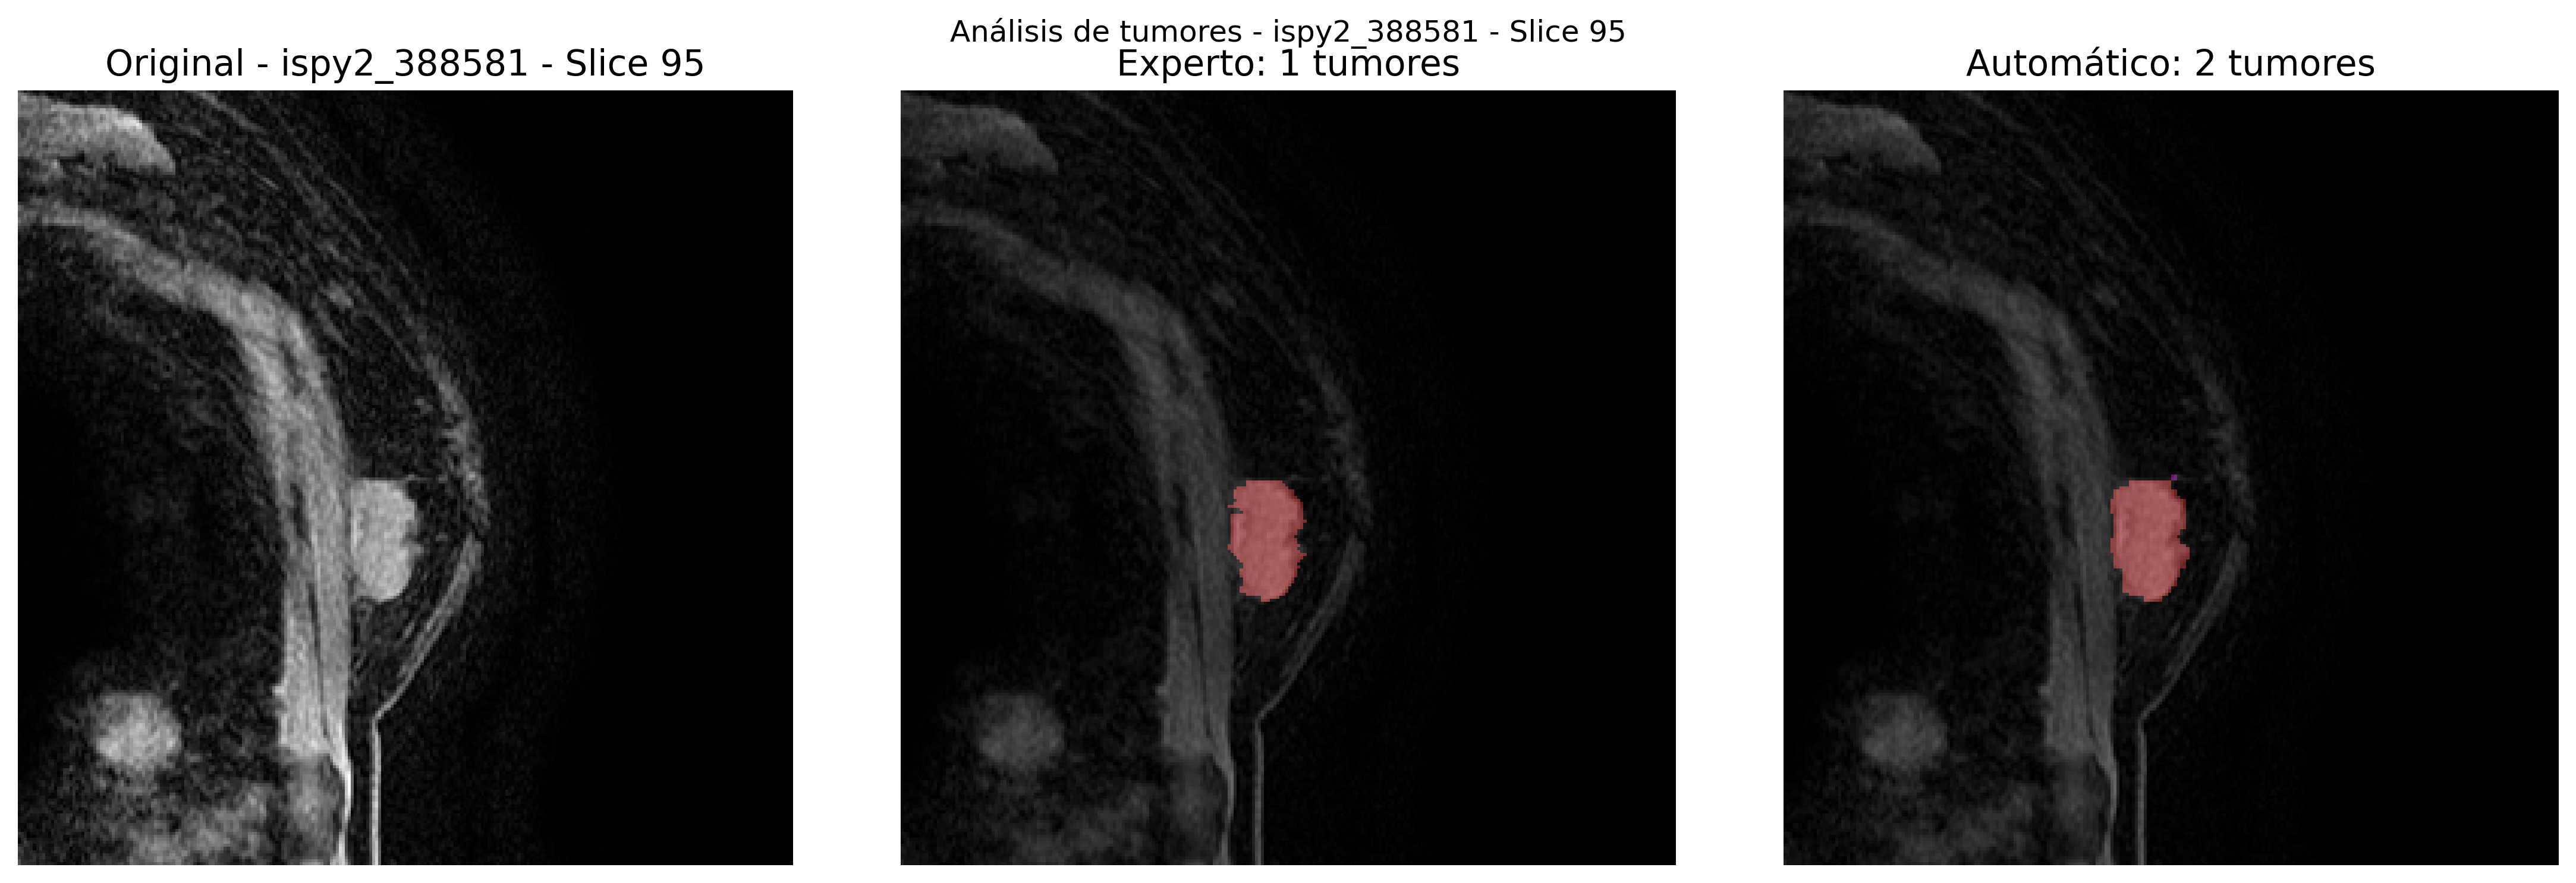 Análisis de tumores - ispy2_388581 - Slice 95
Original - ispy2_388581 - Slice 95
Experto: 1 tumores
Automático: 2 tumores